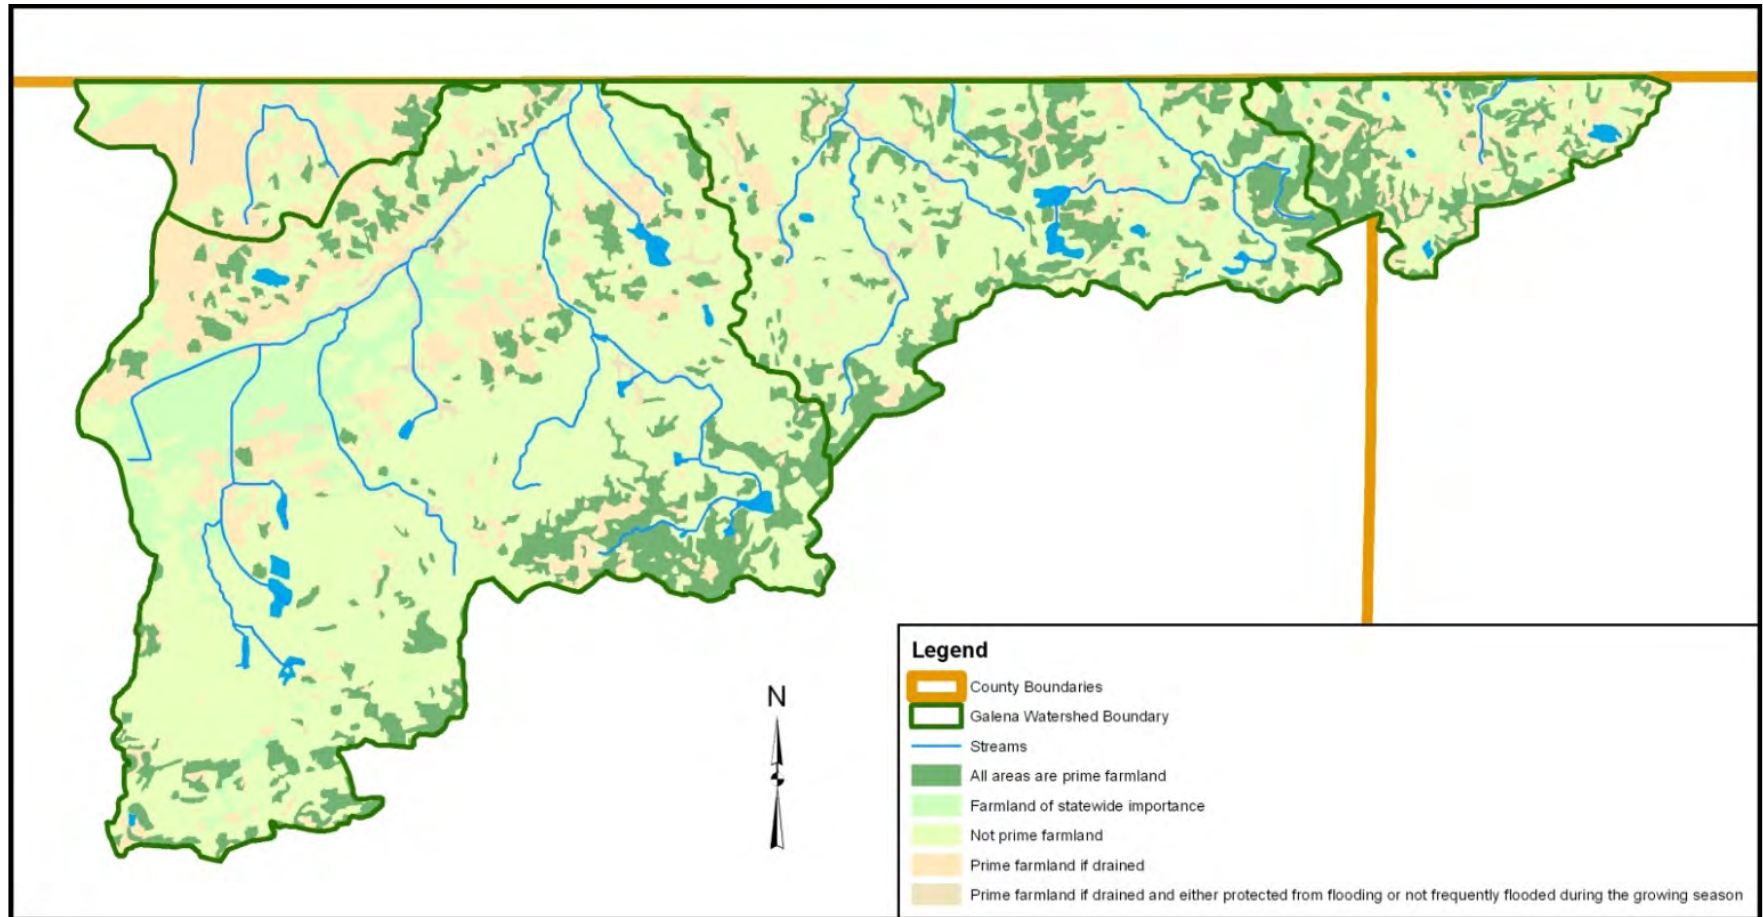 N
Legend
County Boundaries
Galena Watershed Boundary
Streams
All areas are prime farmland
Farmland of statewide importance
Not prime farmland
Prime farmland if drained
Prime farmland if drained and either protected from flooding or not frequently flooded during the growing season